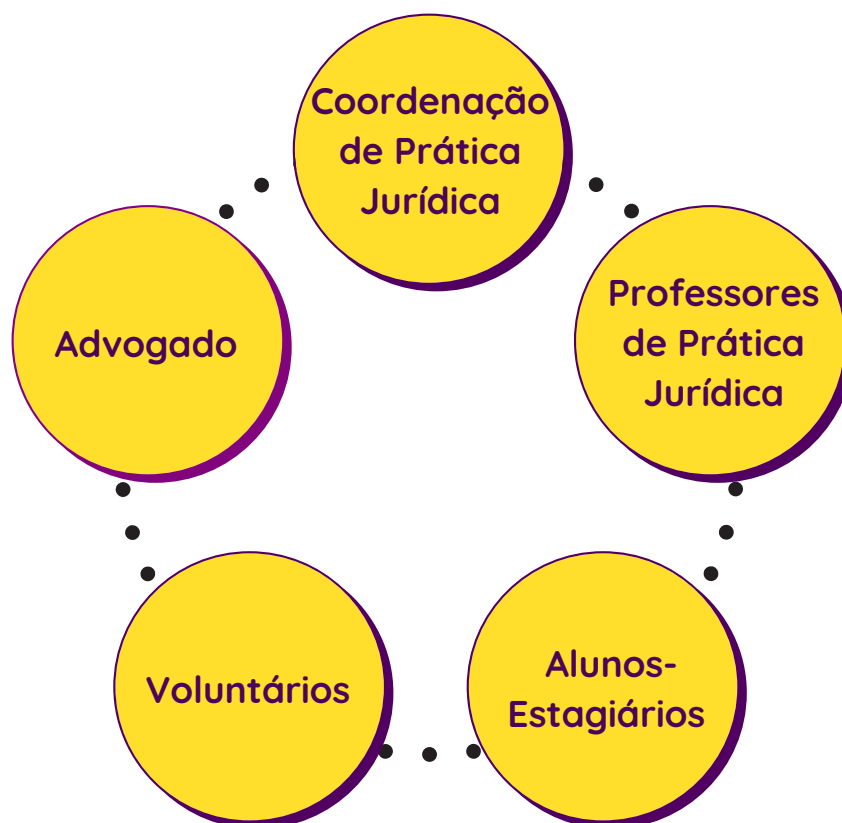 Coordenação
de Prática
Jurídica
Professores
de Prática
Jurídica
Advogado
Voluntários
Alunos-
Estagiários